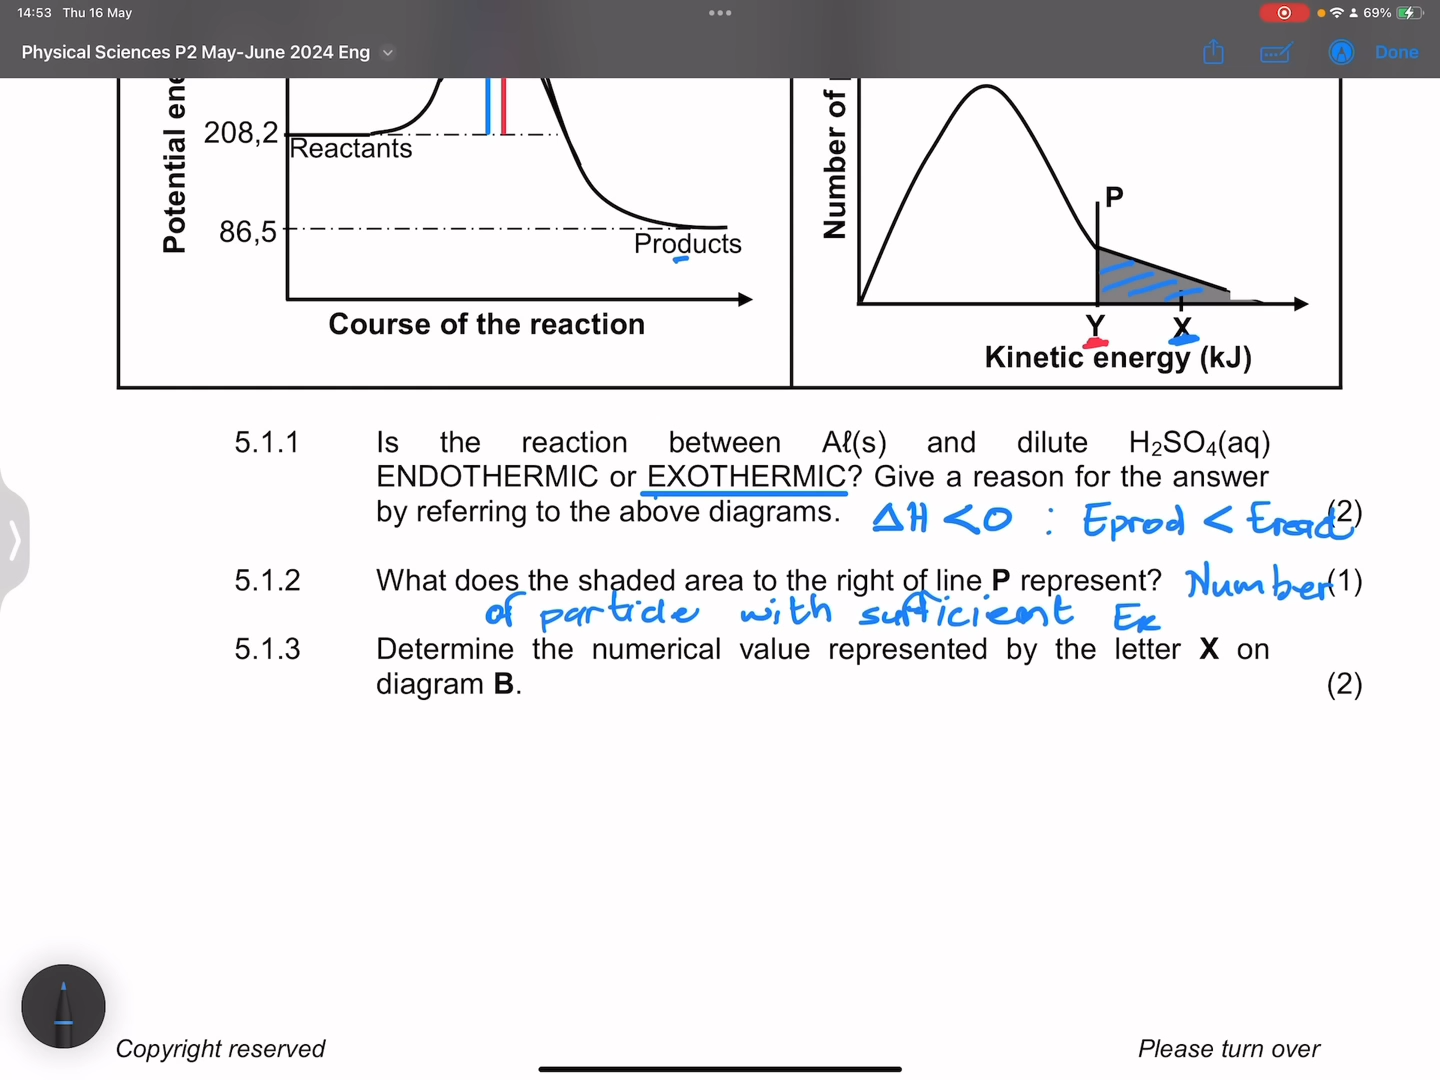 14:53 Thu 16 May
69%
Physical Sciences P2 May-June 2024 Eng
Done
Potential ene
208,2
Reactants
86,5
Products
Course of the reaction
Number of
P
Y
X
Kinetic energy (kJ)
5.1.1 Is the reaction between Aℓ(s) and dilute H₂SO₄(aq)
ENDOTHERMIC or EXOTHERMIC? Give a reason for the answer
by referring to the above diagrams. (2)
ΔH <0 : Eprod < Ereact
5.1.2 What does the shaded area to the right of line P represent? (1)
Number
of particle with sufficient Ek
5.1.3 Determine the numerical value represented by the letter X on
diagram B. (2)
Copyright reserved
Please turn over